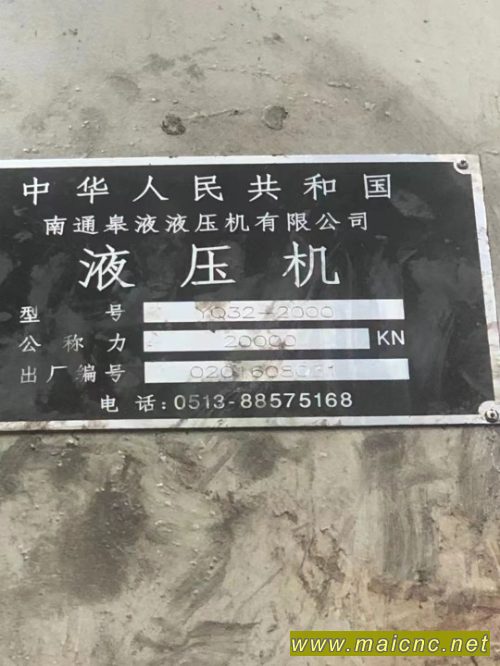 中华人民共和国
南通皋液液压机有限公司
液压机
型号 YQ32-2000
公称力 20000 KN
出厂编号
电话: 0513-88575168
www.maicnc.net